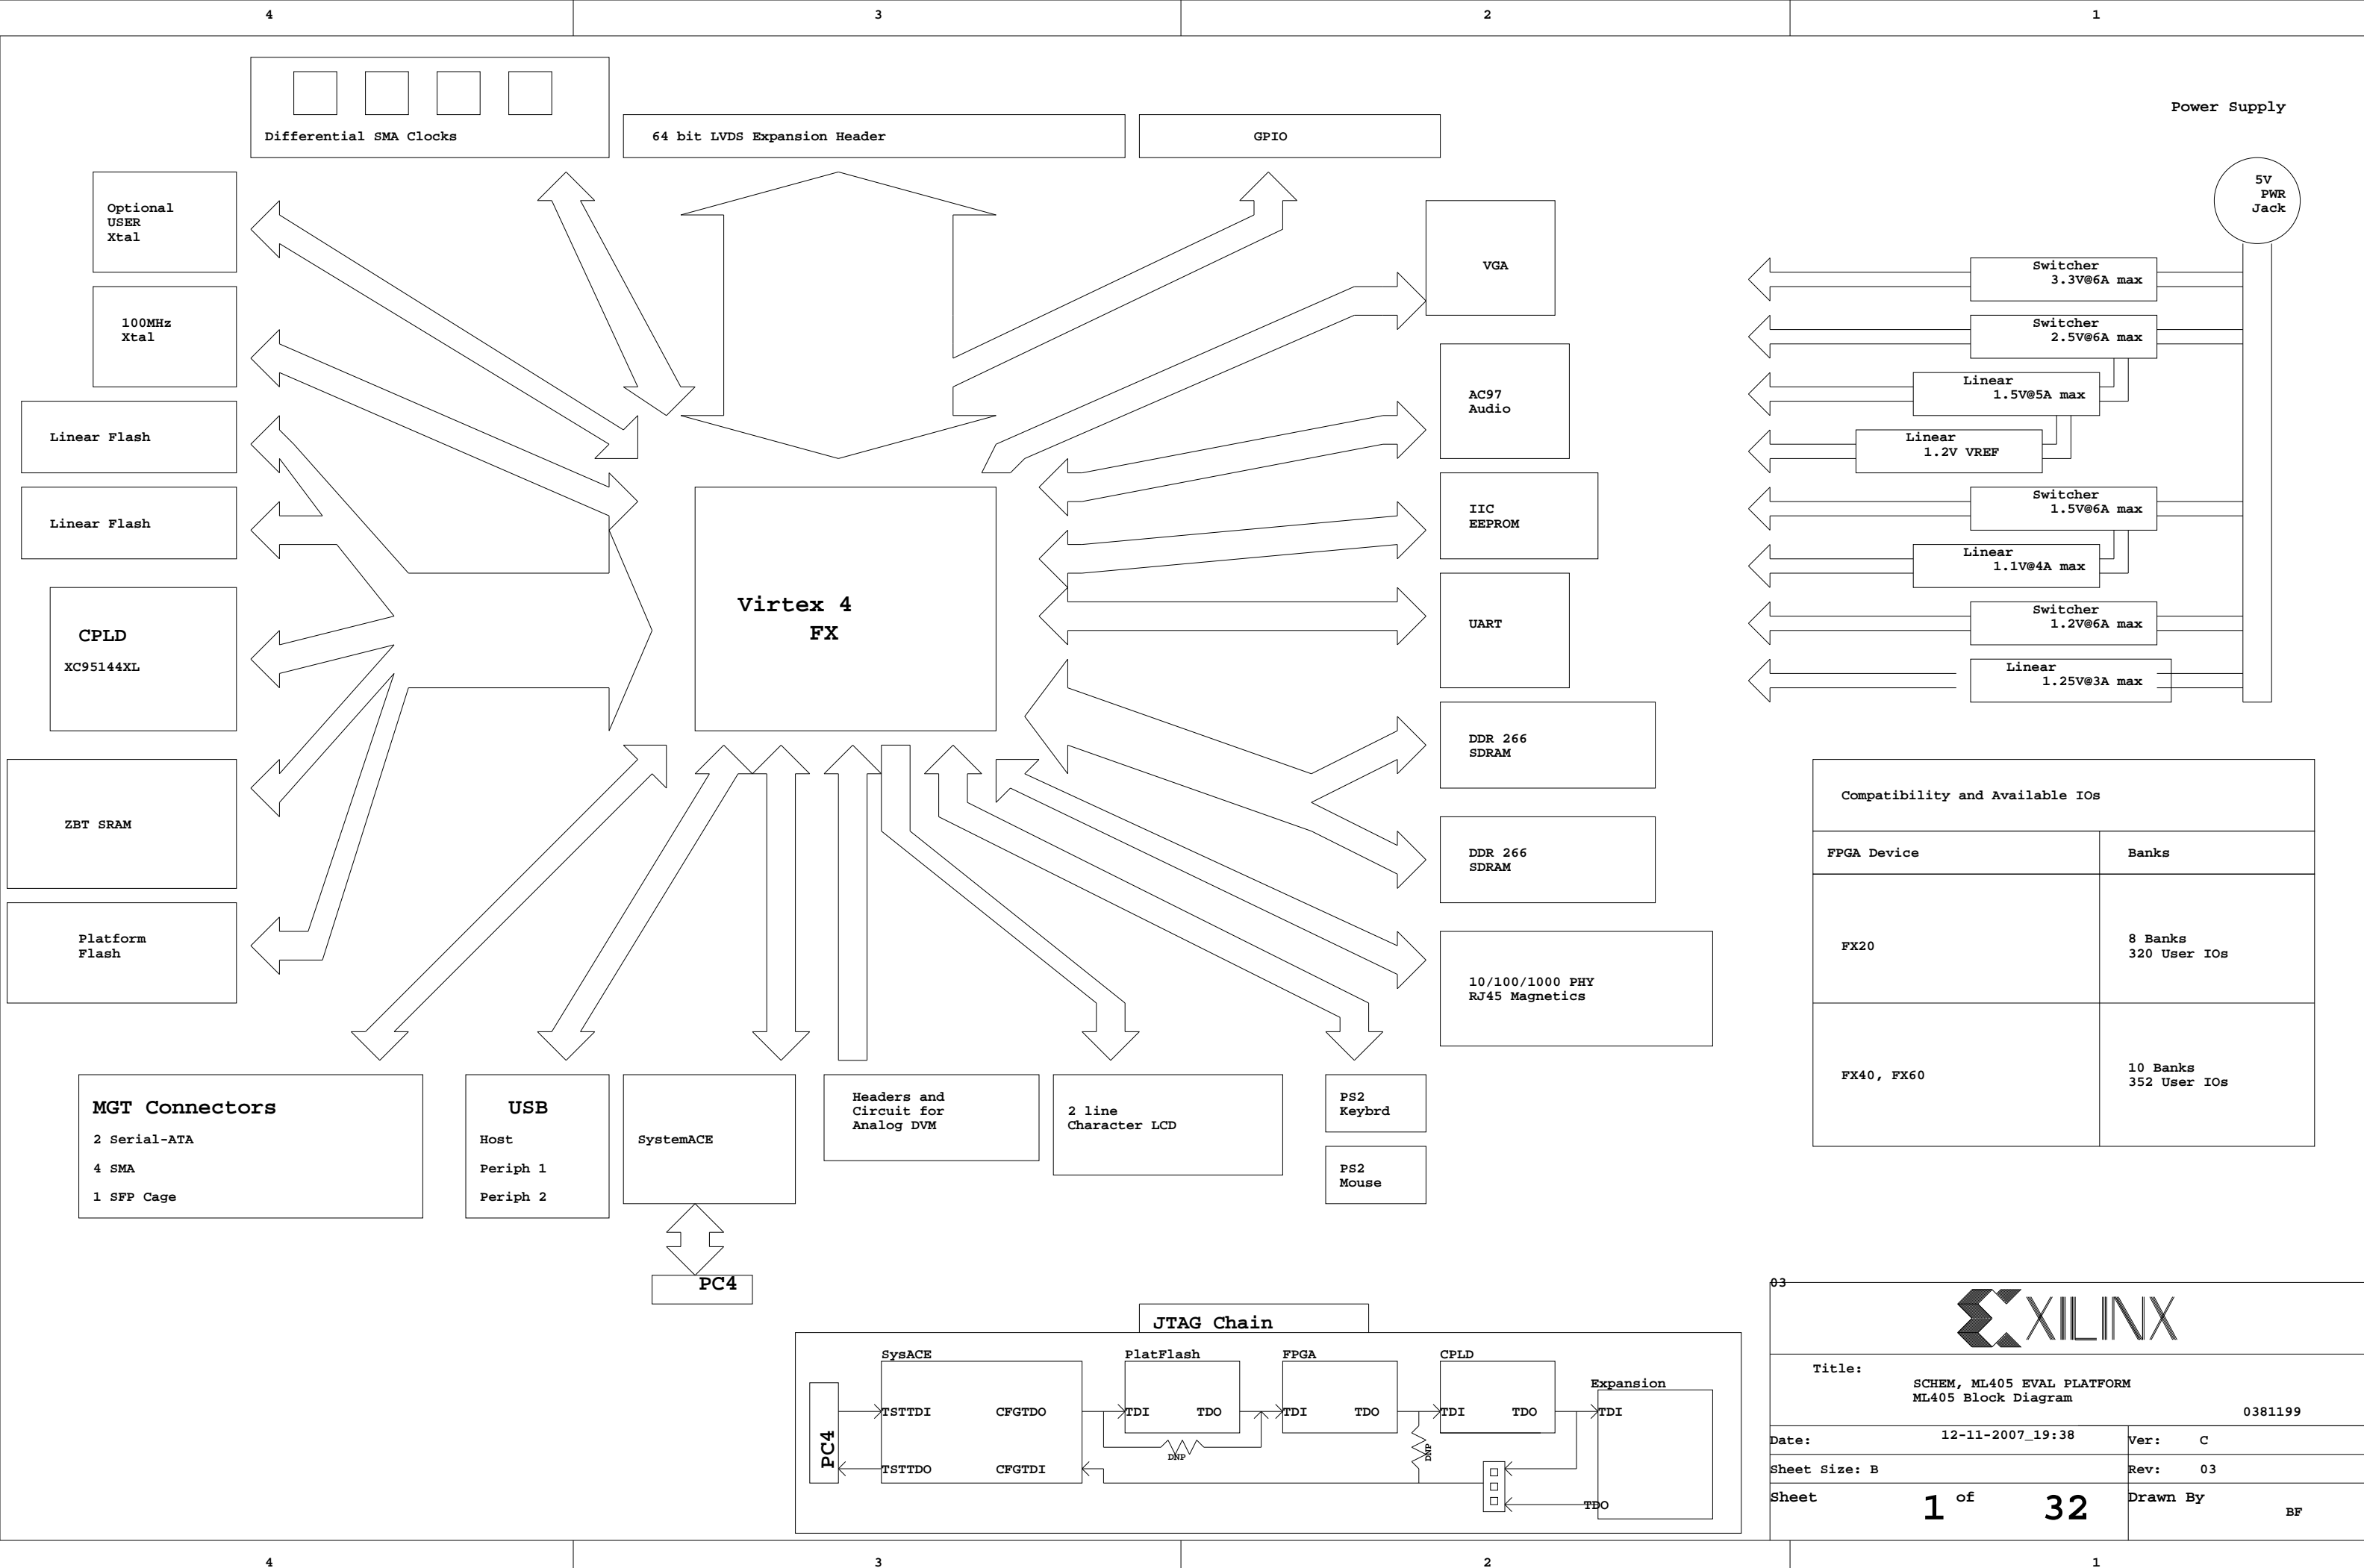 4 3 2 1
Differential SMA Clocks
64 bit LVDS Expansion Header
GPIO
Power Supply
5V
PWR
Jack
Optional
USER
Xtal
100MHz
Xtal
Linear Flash
Linear Flash
CPLD
XC95144XL
ZBT SRAM
Platform
Flash
Virtex 4
FX
VGA
AC97
Audio
IIC
EEPROM
UART
DDR 266
SDRAM
DDR 266
SDRAM
10/100/1000 PHY
RJ45 Magnetics
Switcher
3.3V@6A max
Switcher
2.5V@6A max
Linear
1.5V@5A max
Linear
1.2V VREF
Switcher
1.5V@6A max
Linear
1.1V@4A max
Switcher
1.2V@6A max
Linear
1.25V@3A max
Compatibility and Available IOs
FPGA Device Banks
FX20
8 Banks
320 User IOs
FX40, FX60
10 Banks
352 User IOs
MGT Connectors
2 Serial-ATA
4 SMA
1 SFP Cage
USB
Host
Periph 1
Periph 2
SystemACE
Headers and
Circuit for
Analog DVM
2 line
Character LCD
PS2
Keybrd
PS2
Mouse
PC4
JTAG Chain
SysACE PlatFlash FPGA CPLD
Expansion
TSTTDI CFGTDO TDI TDO TDI TDO TDI TDO TDI
PC4
DNP
DNP
TSTTDO CFGTDI
TDO
03
XILINX
Title:
SCHEM, ML405 EVAL PLATFORM
ML405 Block Diagram
0381199
Date: 12-11-2007_19:38 Ver: C
Sheet Size: B Rev: 03
Sheet 1 of 32 Drawn By
BF
4 3 2 1